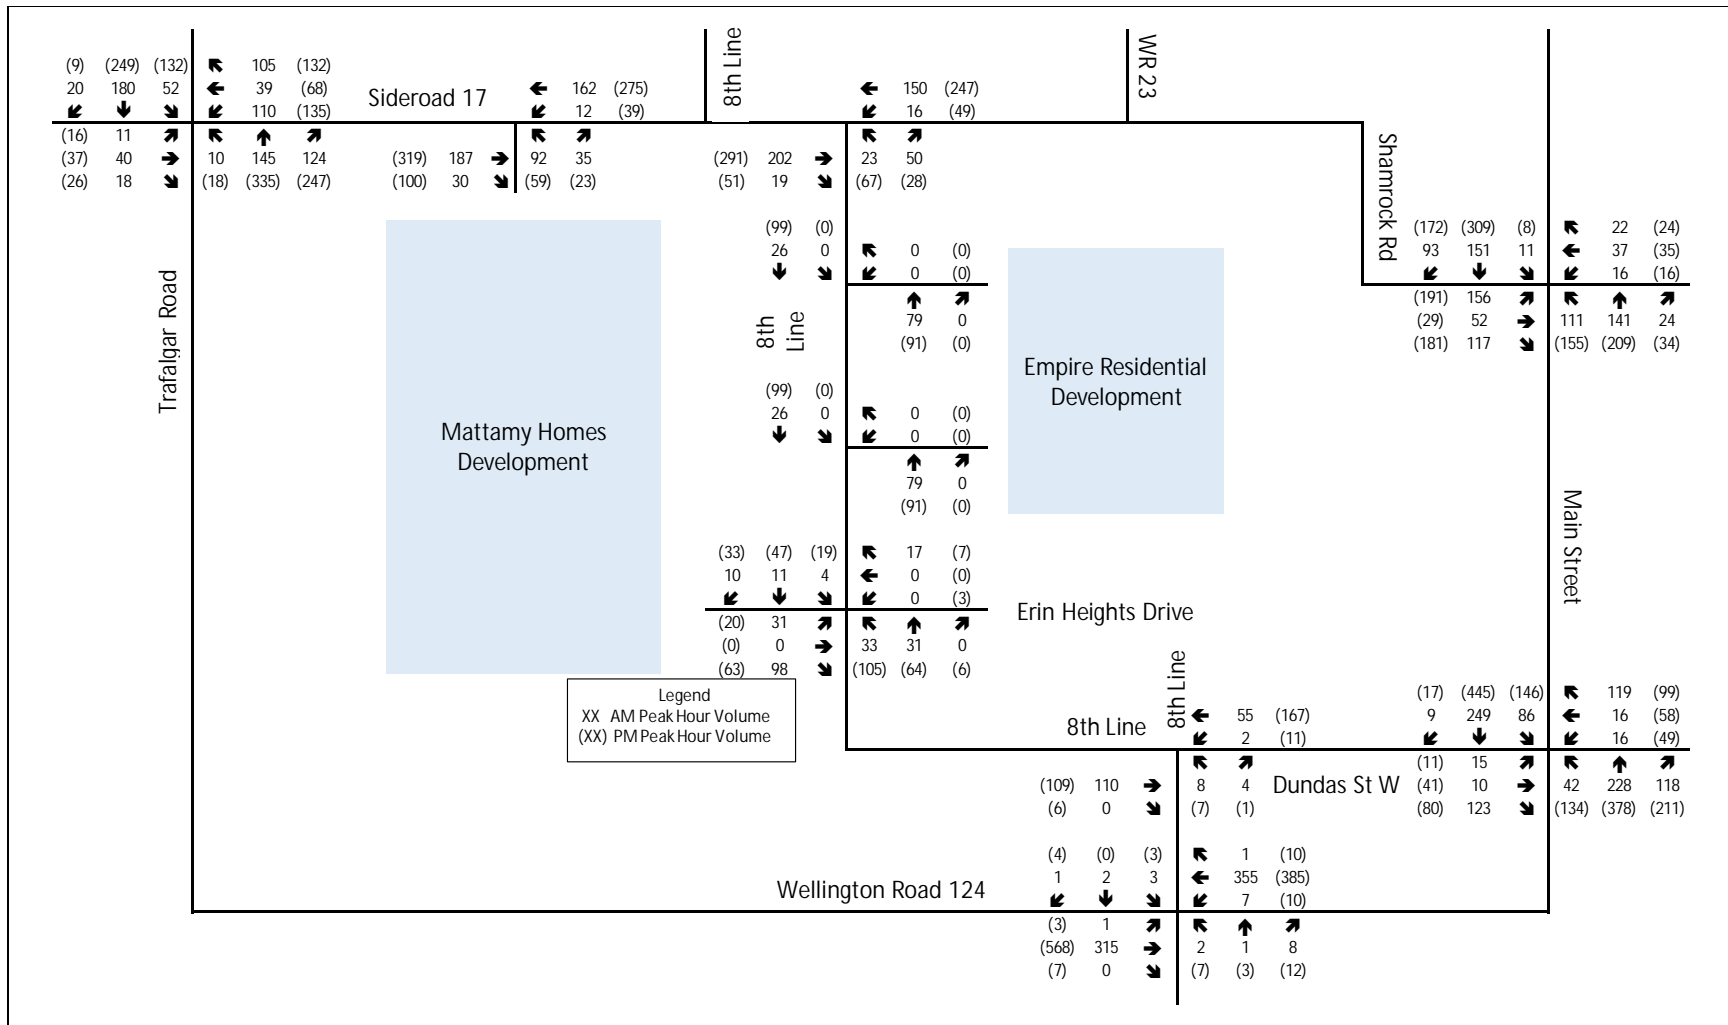 8th Line
WR 23
(9) (249) (132) 105 (132)
20 180 52 39 (68)
110 (135)
Sideroad 17
162 (275)
12 (39)
150 (247)
16 (49)
(16) 11
(37) 40 10 145 124
(26) 18 (18) (335) (247)
(319) 187 92 35
(100) 30 (59) (23)
(291) 202 23 50
(51) 19 (67) (28)
Shamrock Rd
(99) (0)
26 0 0 (0)
0 (0)
79 0
(91) (0)
(172) (309) (8) 22 (24)
93 151 11 37 (35)
16 (16)
(191) 156
(29) 52 111 141 24
(181) 117 (155) (209) (34)
Trafalgar Road
8th
Line
Empire Residential
Development
(99) (0)
26 0 0 (0)
0 (0)
79 0
(91) (0)
Mattamy Homes
Development
Main Street
(33) (47) (19) 17 (7)
10 11 4 0 (0)
0 (3)
Erin Heights Drive
(20) 31
(0) 0 33 31 0
(63) 98 (105) (64) (6)
Legend
XX AM Peak Hour Volume
(XX) PM Peak Hour Volume
8th Line
8th Line
55 (167)
2 (11)
(17) (445) (146) 119 (99)
9 249 86 16 (58)
16 (49)
(109) 110 8 4
(6) 0 (7) (1)
Dundas St W
(11) 15
(41) 10 42 228 118
(80) 123 (134) (378) (211)
Wellington Road 124
(4) (0) (3) 1 (10)
1 2 3 355 (385)
7 (10)
(3) 1
(568) 315 2 1 8
(7) 0 (7) (3) (12)